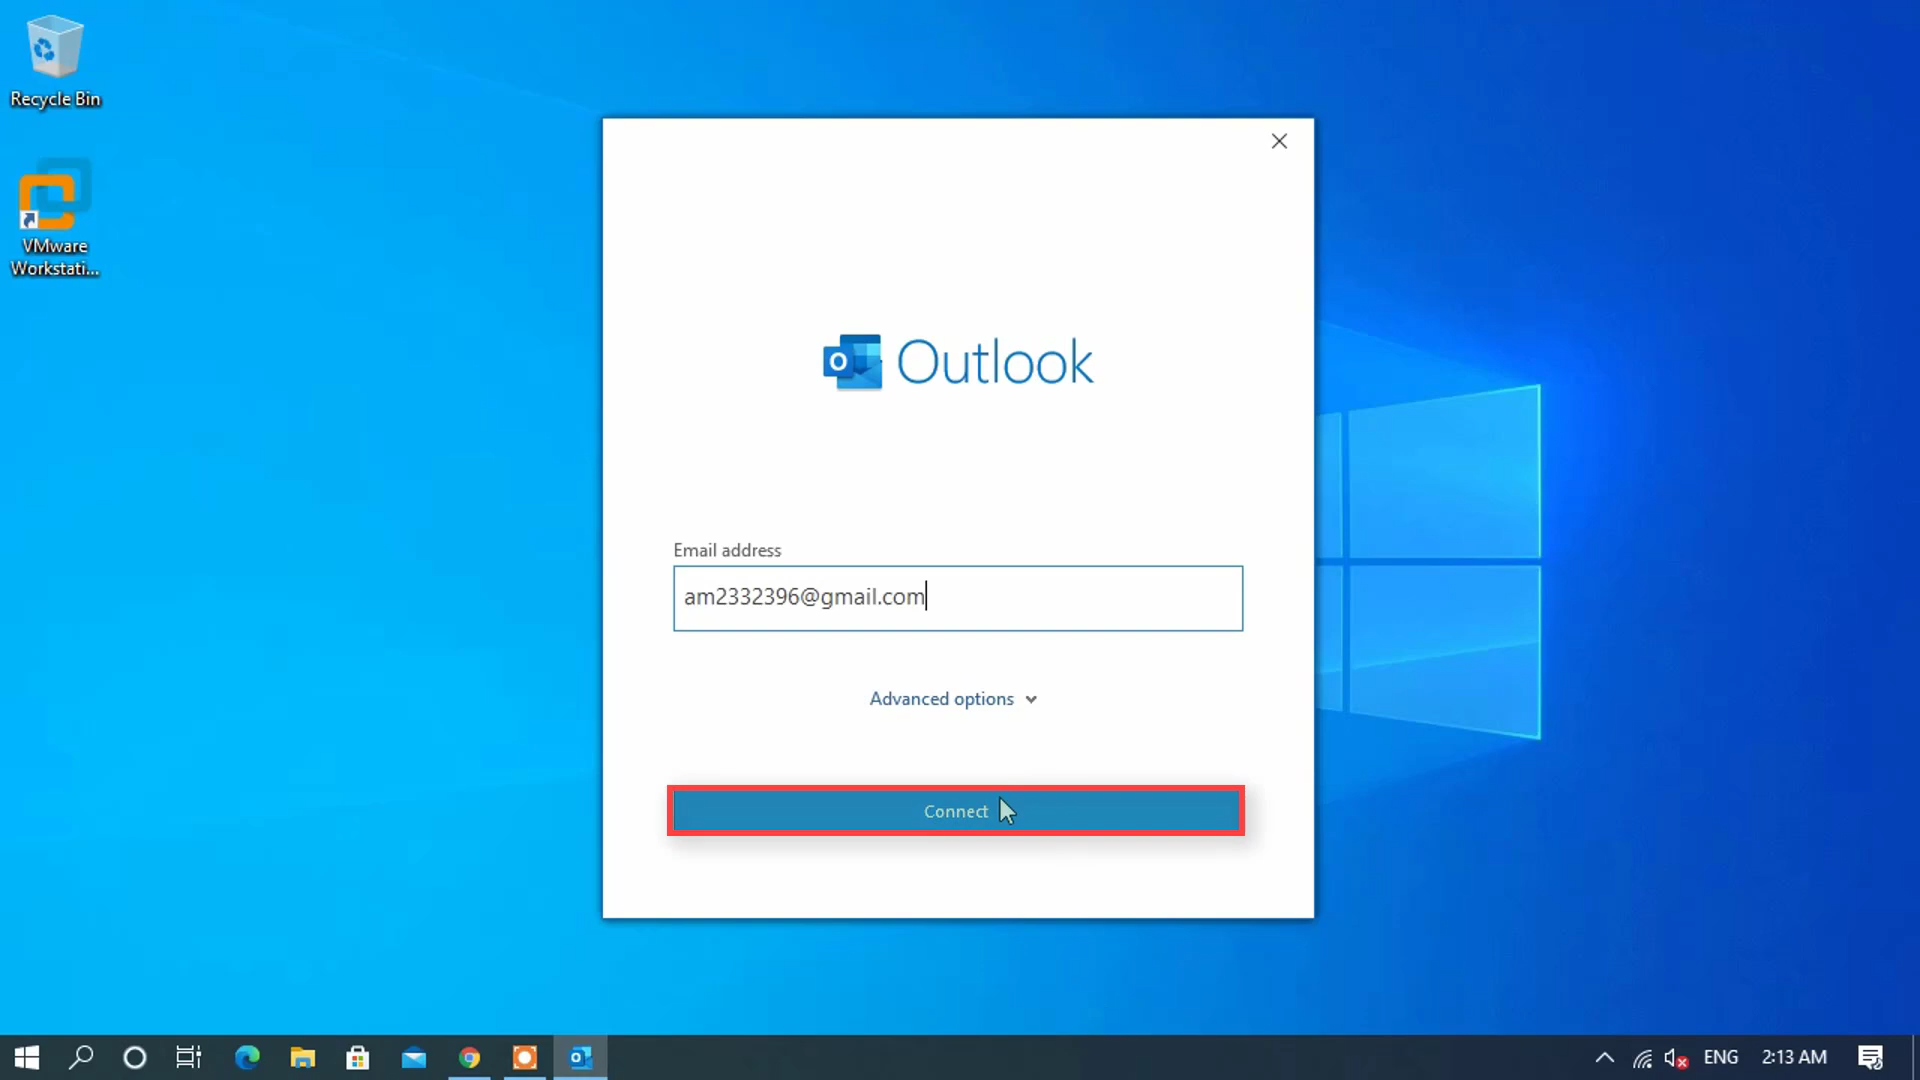 Recycle Bin
VMware
Workstati...
O Outlook
Email address
am2332396@gmail.com
Advanced options
Connect
ENG 2:13 AM